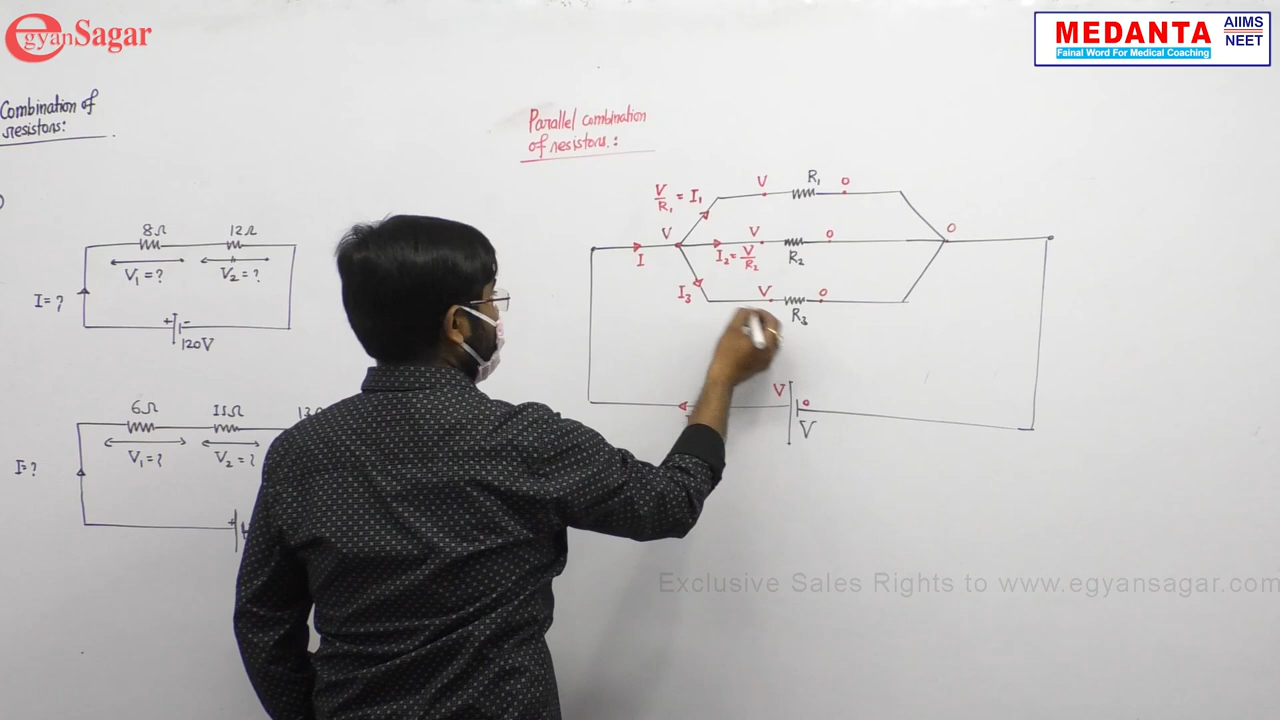 egyanSagar
MEDANTA
Fainal Word For Medical Coaching
AIIMS
NEET
Combination of
resistors:
8Ω
12Ω
V₁ = ?
V₂ = ?
I = ?
+
-
120V
6Ω
11Ω
V₁ = ?
V₂ = ?
I = ?
+
Parallel combination
of resistors.:
V/R₁ = I₁
V
R₁
0
V
V
0
0
I
I₂ = V/R₂
R₂
I₃
V
0
R₃
V
0
V
Exclusive Sales Rights to www.egyansagar.com